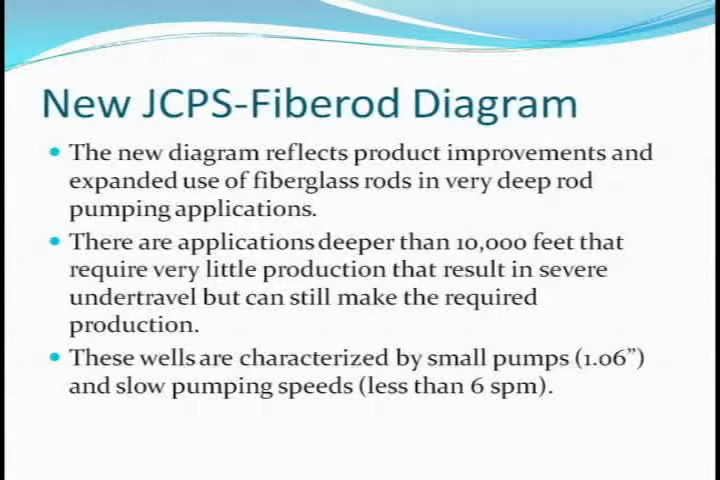 New JCPS-Fiberod Diagram
• The new diagram reflects product improvements and
expanded use of fiberglass rods in very deep rod
pumping applications.
• There are applications deeper than 10,000 feet that
require very little production that result in severe
undertravel but can still make the required
production.
• These wells are characterized by small pumps (1.06”)
and slow pumping speeds (less than 6 spm).